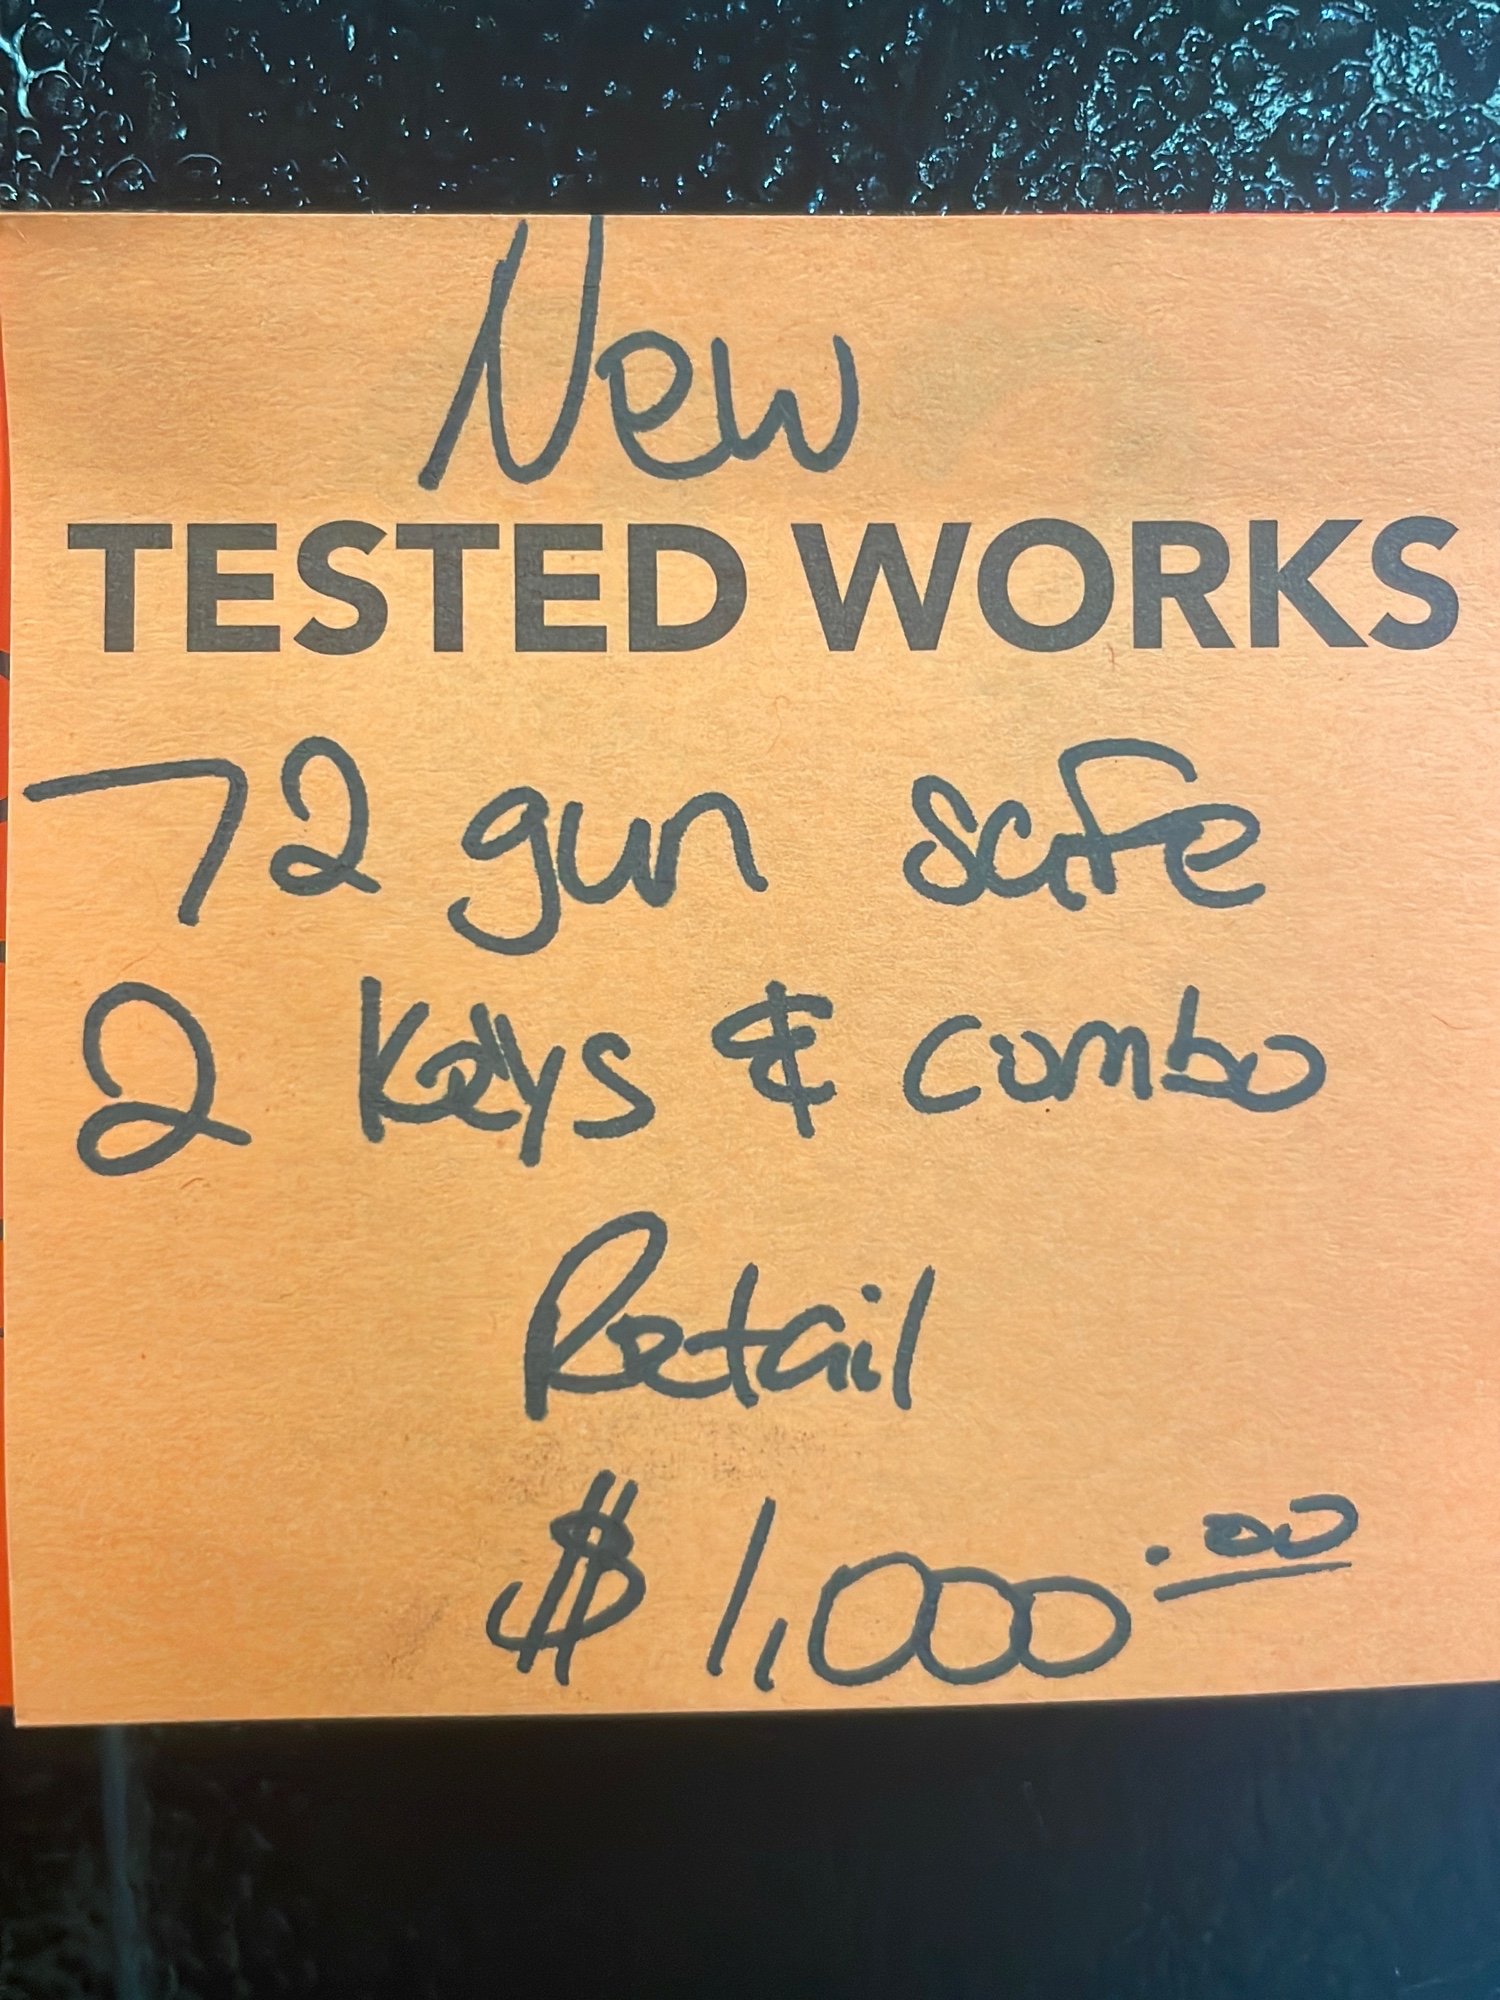 New
TESTED WORKS
72 gun safe
2 Keys & combo
Retail
$1,000.00